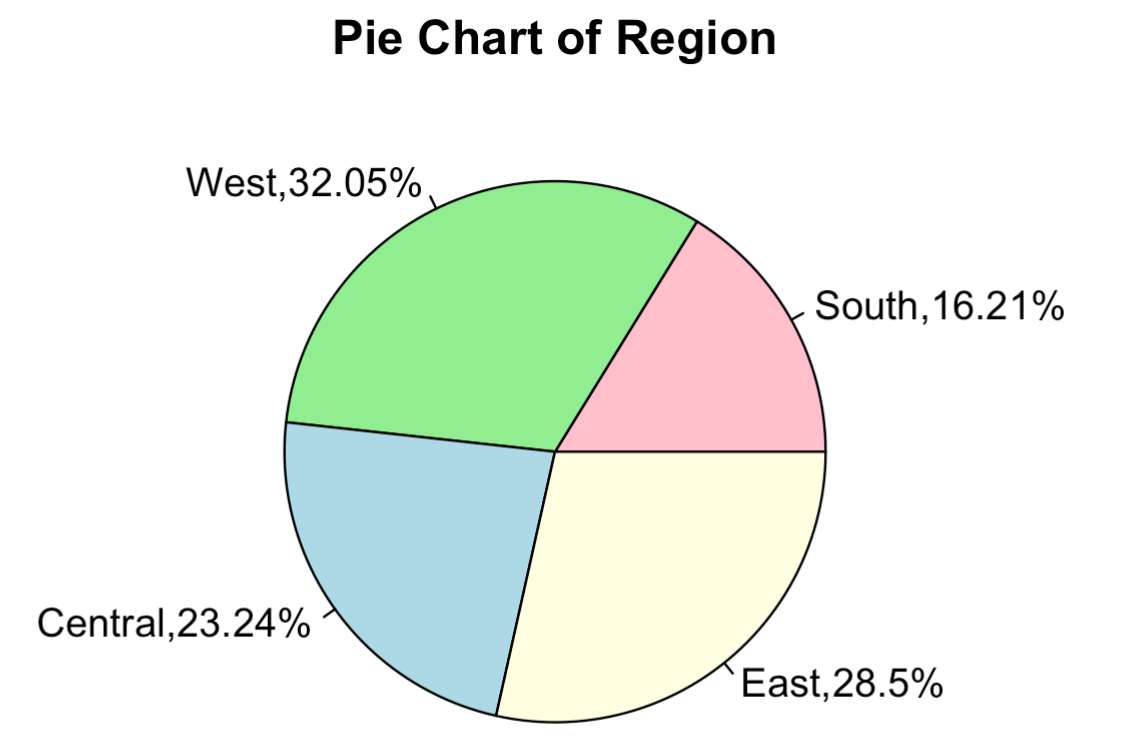 Pie Chart of Region
West,32.05%
South,16.21%
Central,23.24%
East,28.5%